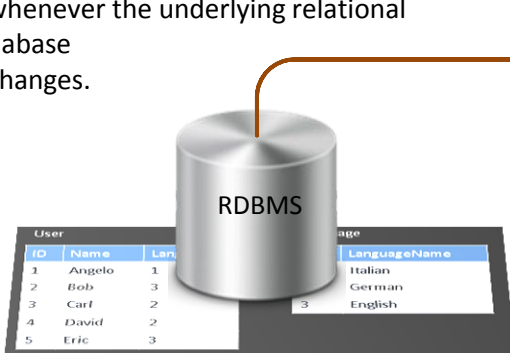 whenever the underlying relational
abase
hanges.
RDBMS
User age
ID Name Lan LanguageName
1 Angelo 1 Italian
2 Bob 3 German
3 Carl 2 3 English
4 David 2
5 Eric 3